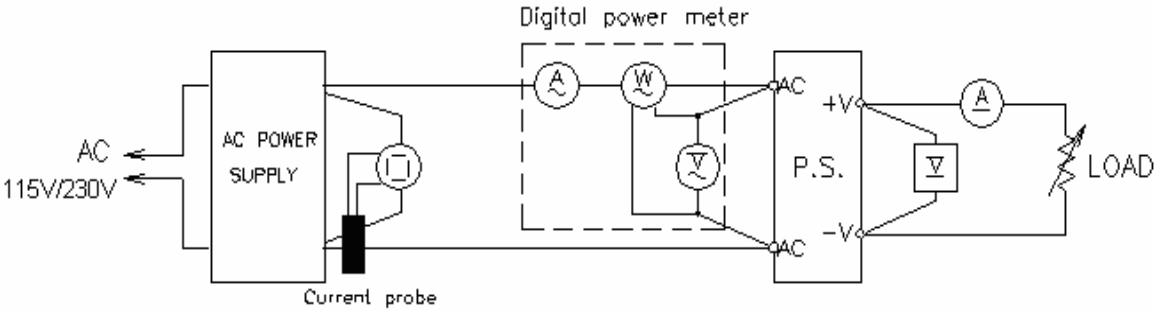 Digital power meter
A
W
AC
+V
A
AC POWER
SUPPLY
AC
115V/230V
V
P.S.
V
LOAD
-V
AC
Current probe